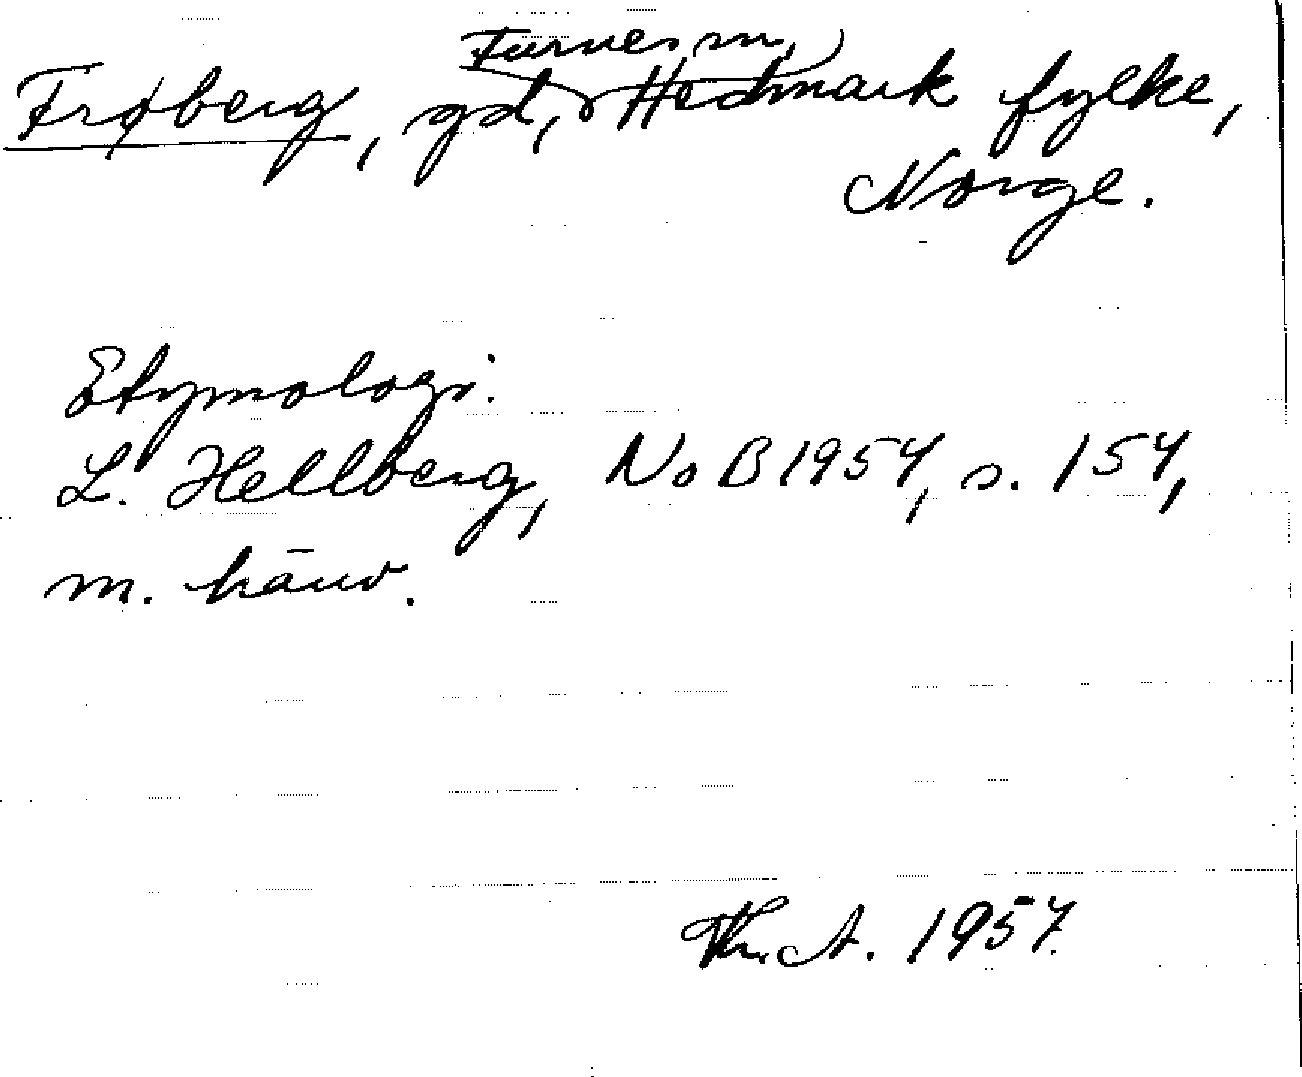 Furnes sn,
Frøberg, gd, Hedmark fylke,
Norge.
Etymologi:
L. Hellberg, NoB 1954, s. 154,
m. hänv.
Th. A. 1957.